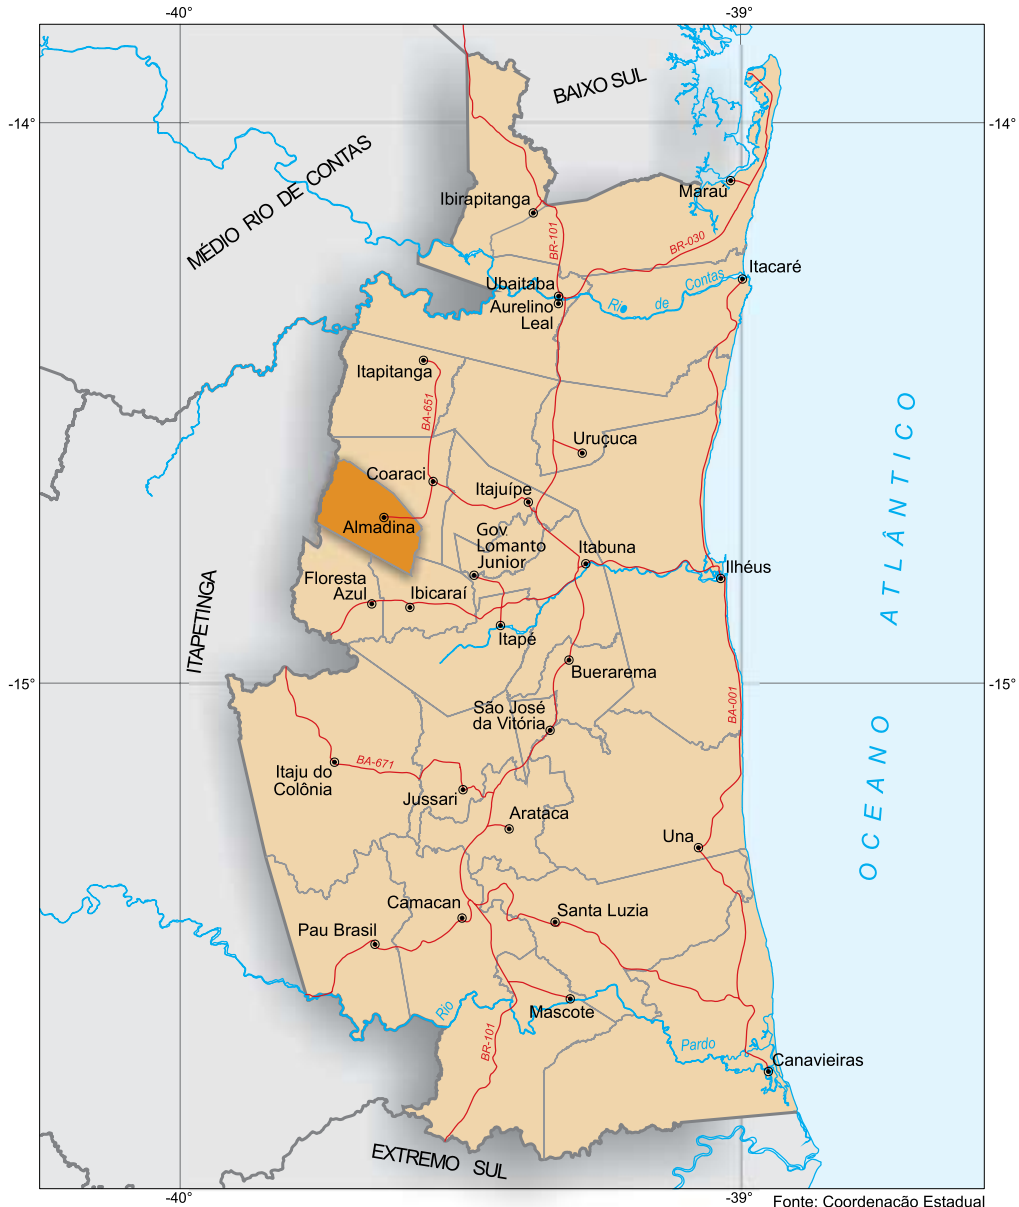 -40°
-39°
BAIXO SUL
-14°
-14°
MÉDIO RIO DE CONTAS
Maraú
Ibirapitanga
BR-101
BR-030
Itacaré
Ubaitaba
Contas
de
Rio
Aurelino
Leal
Itapitanga
BA-651
Uruçuca
Coaraci
Itajuípe
Almadina
Gov
Lomanto
Junior
Itabuna
Ilhéus
Floresta
Azul
Ibicaraí
Itapé
ITAPETINGA
Buerarema
-15°
-15°
São José
da Vitória
BA-001
BA-671
Itaju do
Colônia
Jussari
Arataca
Una
OCEANO ATLÂNTICO
Camacan
Santa Luzia
Pau Brasil
Rio
Mascote
BR-101
Pardo
Canavieiras
EXTREMO SUL
-40°
-39°
Fonte: Coordenação Estadual